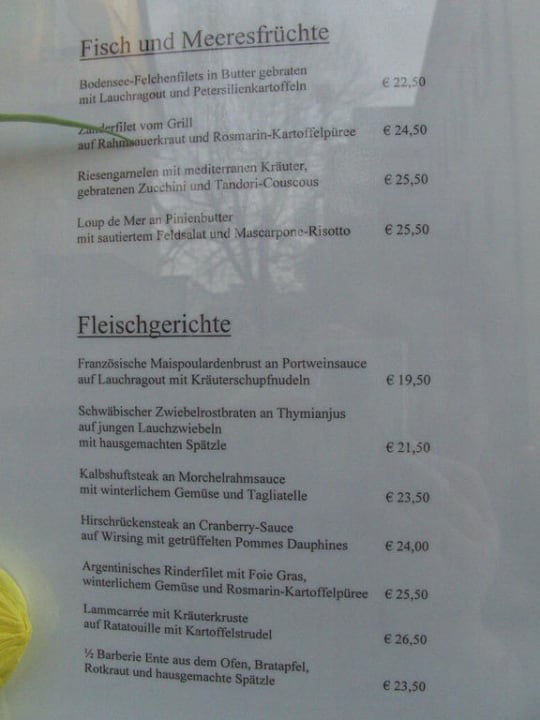 Fisch und Meeresfrüchte
Bodensee-Felchenfilets in Butter gebraten
mit Lauchragout und Petersilienkartoffeln € 22,50
Zanderfilet vom Grill
auf Rahmsauerkraut und Rosmarin-Kartoffelpüree € 24,50
Riesengarnelen mit mediterranen Kräuter,
gebratenen Zucchini und Tandori-Couscous € 25,50
Loup de Mer an Pinienbutter
mit sautiertem Feldsalat und Mascarpone-Risotto € 25,50
Fleischgerichte
Französische Maispoulardenbrust an Portweinsauce
auf Lauchragout mit Kräuterschupfnudeln € 19,50
Schwäbischer Zwiebelrostbraten an Thymianjus
auf jungen Lauchzwiebeln
mit hausgemachten Spätzle € 21,50
Kalbshuftsteak an Morchelrahmsauce
mit winterlichem Gemüse und Tagliatelle € 23,50
Hirschrückensteak an Cranberry-Sauce
auf Wirsing mit getrüffelten Pommes Dauphines € 24,00
Argentinisches Rinderfilet mit Foie Gras,
winterlichem Gemüse und Rosmarin-Kartoffelpüree € 25,50
Lammcarrée mit Kräuterkruste
auf Ratatouille mit Kartoffelstrudel € 26,50
½ Barberie Ente aus dem Ofen, Bratapfel,
Rotkraut und hausgemachte Spätzle € 23,50